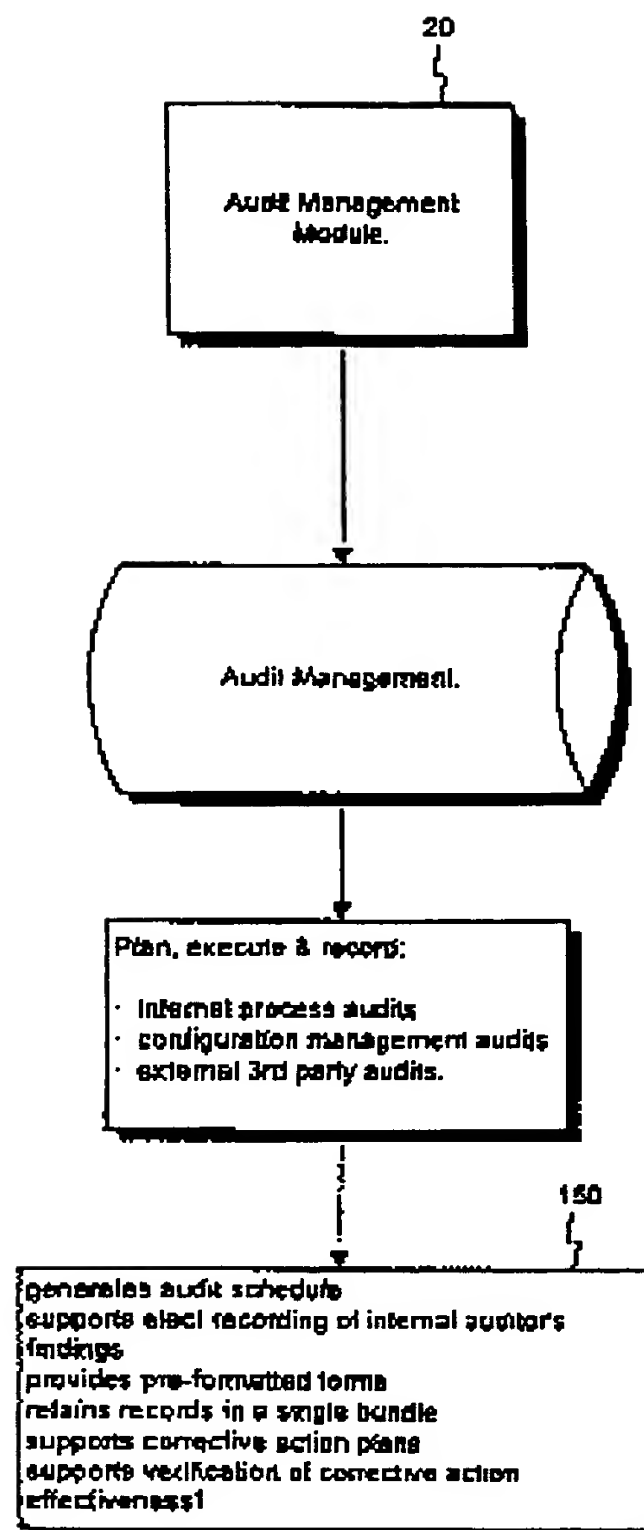 20
Audit Management
Module.
Audit Management.
Plan, execute & record:
· internal process audits
· configuration management audits
· external 3rd party audits.
150
generates audit schedule
supports elect recording of internal auditor's
findings
provides pre-formatted forms
retains records in a single bundle
supports corrective action plans
supports verification of corrective action
effectiveness1